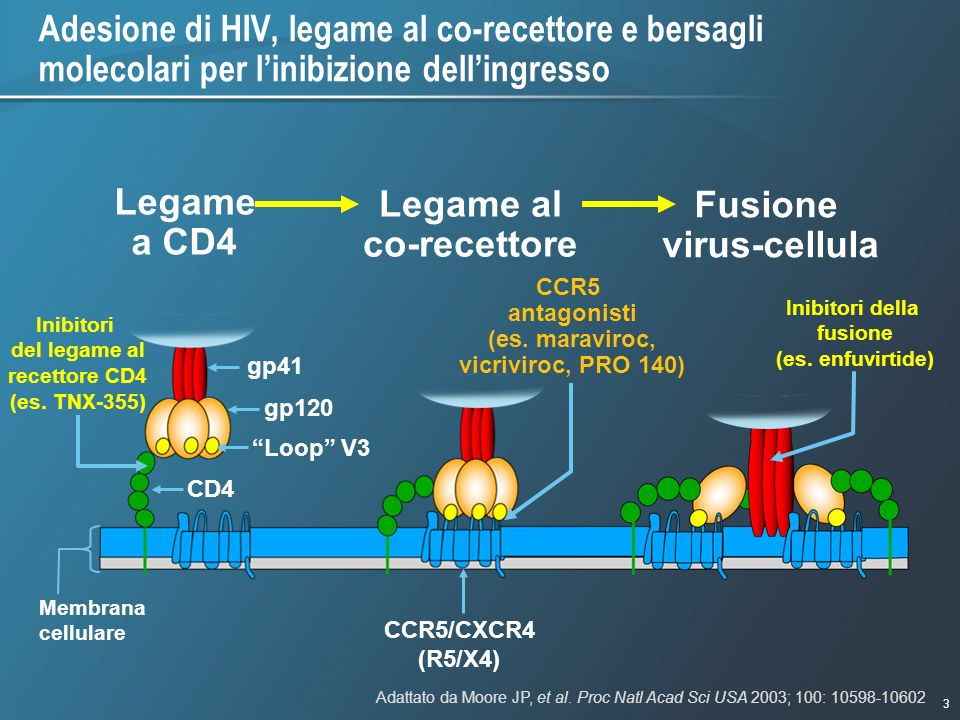 Adesione di HIV, legame al co-recettore e bersagli
molecolari per l’inibizione dell’ingresso
Legame
a CD4
Legame al
co-recettore
Fusione
virus-cellula
Inibitori
del legame al
recettore CD4
(es. TNX-355)
gp41
gp120
“Loop” V3
CD4
CCR5
antagonisti
(es. maraviroc,
vicriviroc, PRO 140)
Inibitori della
fusione
(es. enfuvirtide)
Membrana
cellulare
CCR5/CXCR4
(R5/X4)
Adattato da Moore JP, et al. Proc Natl Acad Sci USA 2003; 100: 10598-10602
3